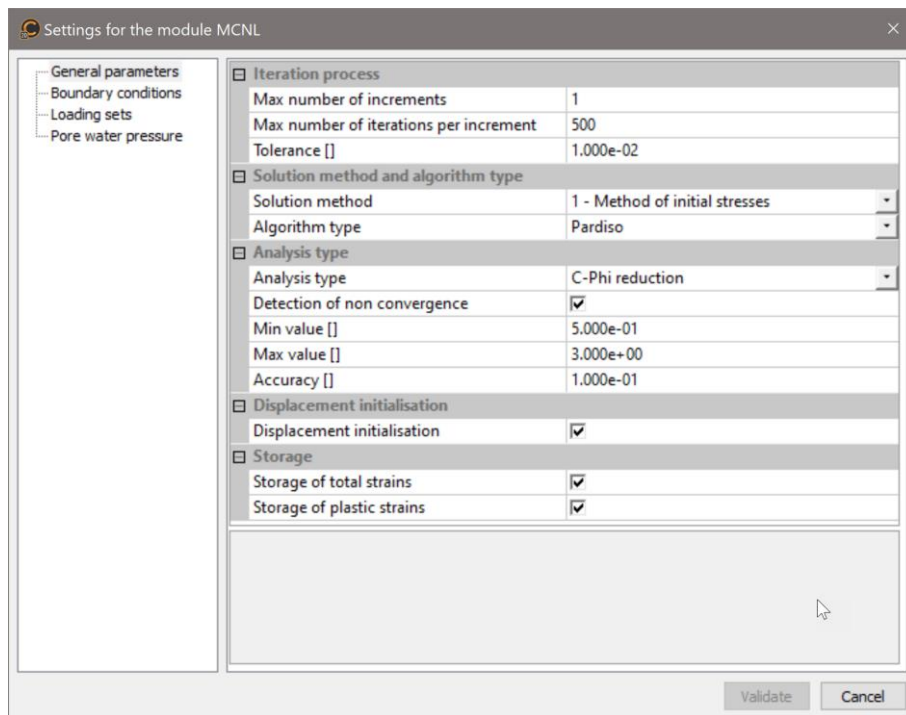 Settings for the module MCNL
General parameters
Boundary conditions
Loading sets
Pore water pressure
Iteration process
Max number of increments 1
Max number of iterations per increment 500
Tolerance [] 1.000e-02
Solution method and algorithm type
Solution method 1 - Method of initial stresses
Algorithm type Pardiso
Analysis type
Analysis type C-Phi reduction
Detection of non convergence
Min value [] 5.000e-01
Max value [] 3.000e+00
Accuracy [] 1.000e-01
Displacement initialisation
Displacement initialisation
Storage
Storage of total strains
Storage of plastic strains
Validate Cancel